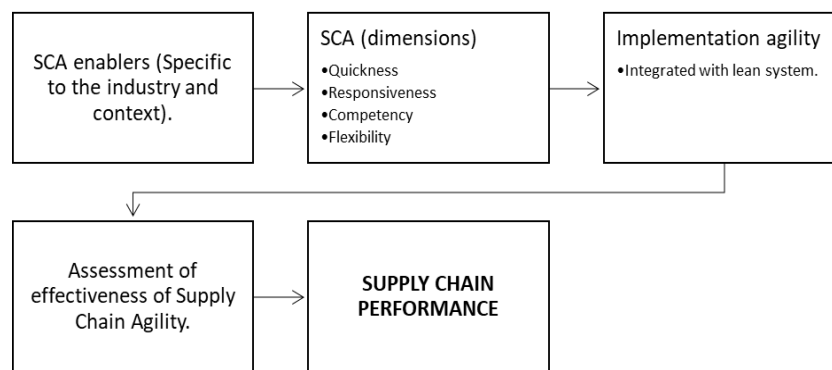 SCA enablers (Specific
to the industry and
context).
SCA (dimensions)
•Quickness
•Responsiveness
•Competency
•Flexibility
Implementation agility
•Integrated with lean system.
Assessment of
effectiveness of Supply
Chain Agility.
SUPPLY CHAIN
PERFORMANCE